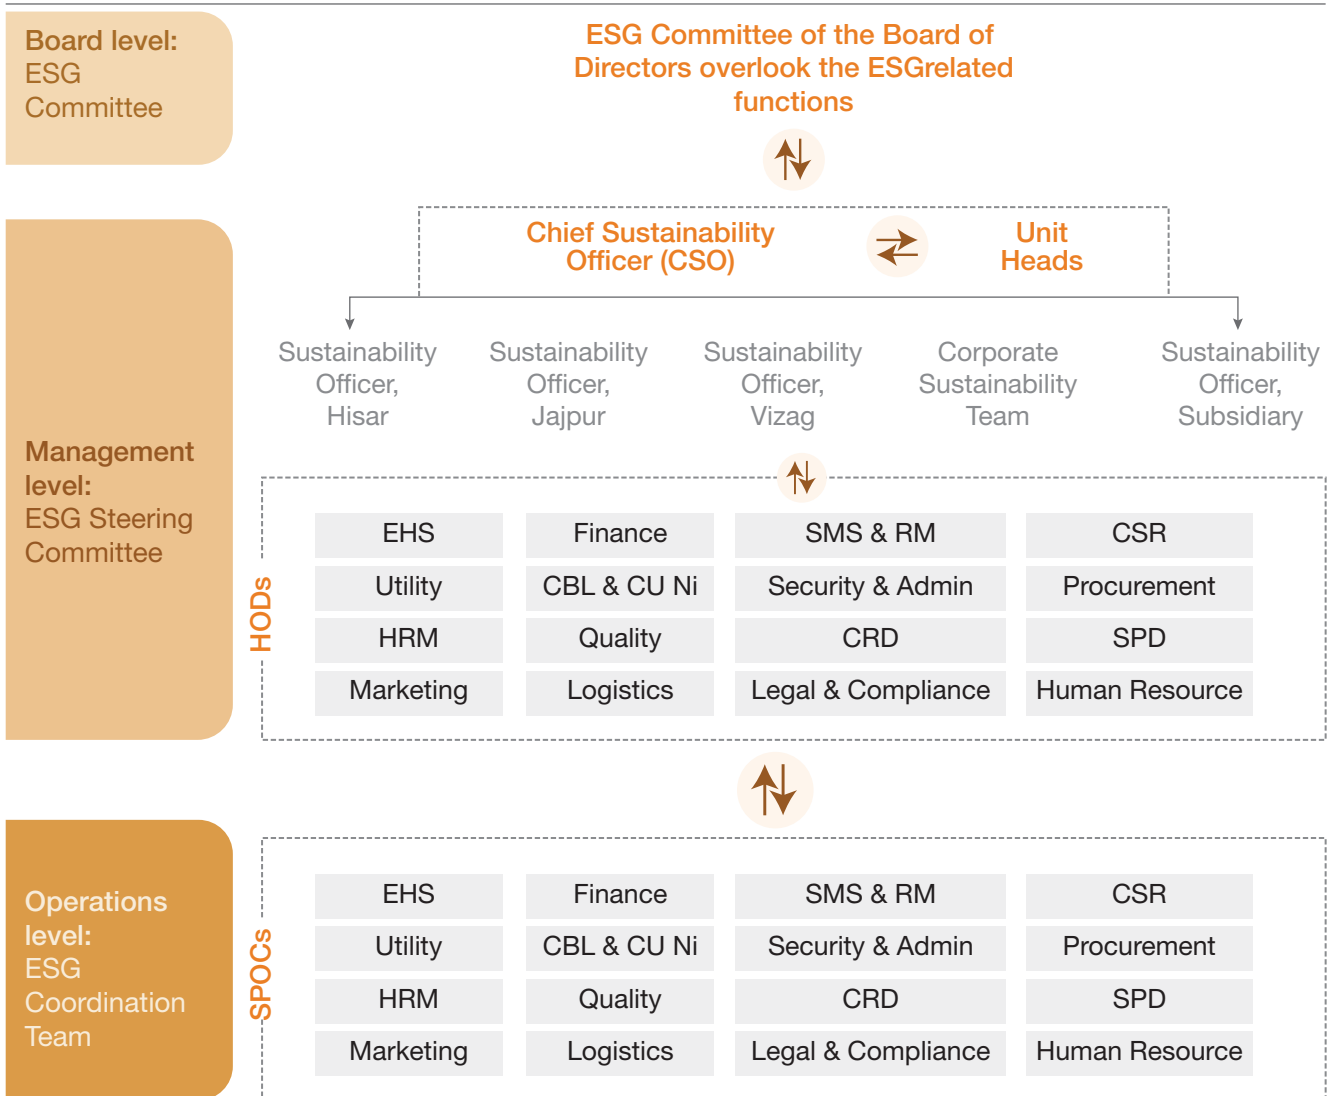 Board level:
ESG
Committee
ESG Committee of the Board of
Directors overlook the ESGrelated
functions
Chief Sustainability
Officer (CSO)
Unit
Heads
Sustainability
Officer,
Hisar
Sustainability
Officer,
Jajpur
Sustainability
Officer,
Vizag
Corporate
Sustainability
Team
Sustainability
Officer,
Subsidiary
Management
level:
ESG Steering
Committee
HODs
EHS Finance SMS & RM CSR
Utility CBL & CU Ni Security & Admin Procurement
HRM Quality CRD SPD
Marketing Logistics Legal & Compliance Human Resource
Operations
level:
ESG
Coordination
Team
SPOCs
EHS Finance SMS & RM CSR
Utility CBL & CU Ni Security & Admin Procurement
HRM Quality CRD SPD
Marketing Logistics Legal & Compliance Human Resource